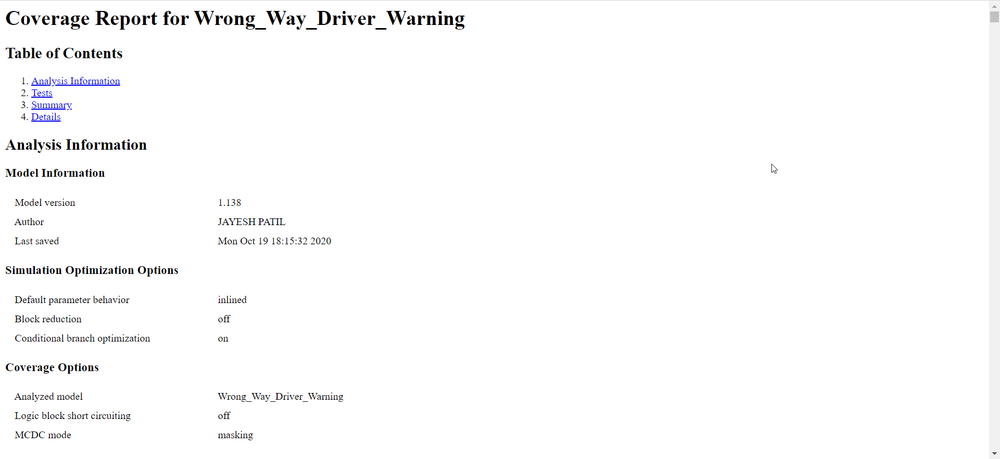 Coverage Report for Wrong_Way_Driver_Warning
Table of Contents
1. Analysis Information
2. Tests
3. Summary
4. Details
Analysis Information
Model Information
Model version 1.138
Author JAYESH PATIL
Last saved Mon Oct 19 18:15:32 2020
Simulation Optimization Options
Default parameter behavior inlined
Block reduction off
Conditional branch optimization on
Coverage Options
Analyzed model Wrong_Way_Driver_Warning
Logic block short circuiting off
MCDC mode masking